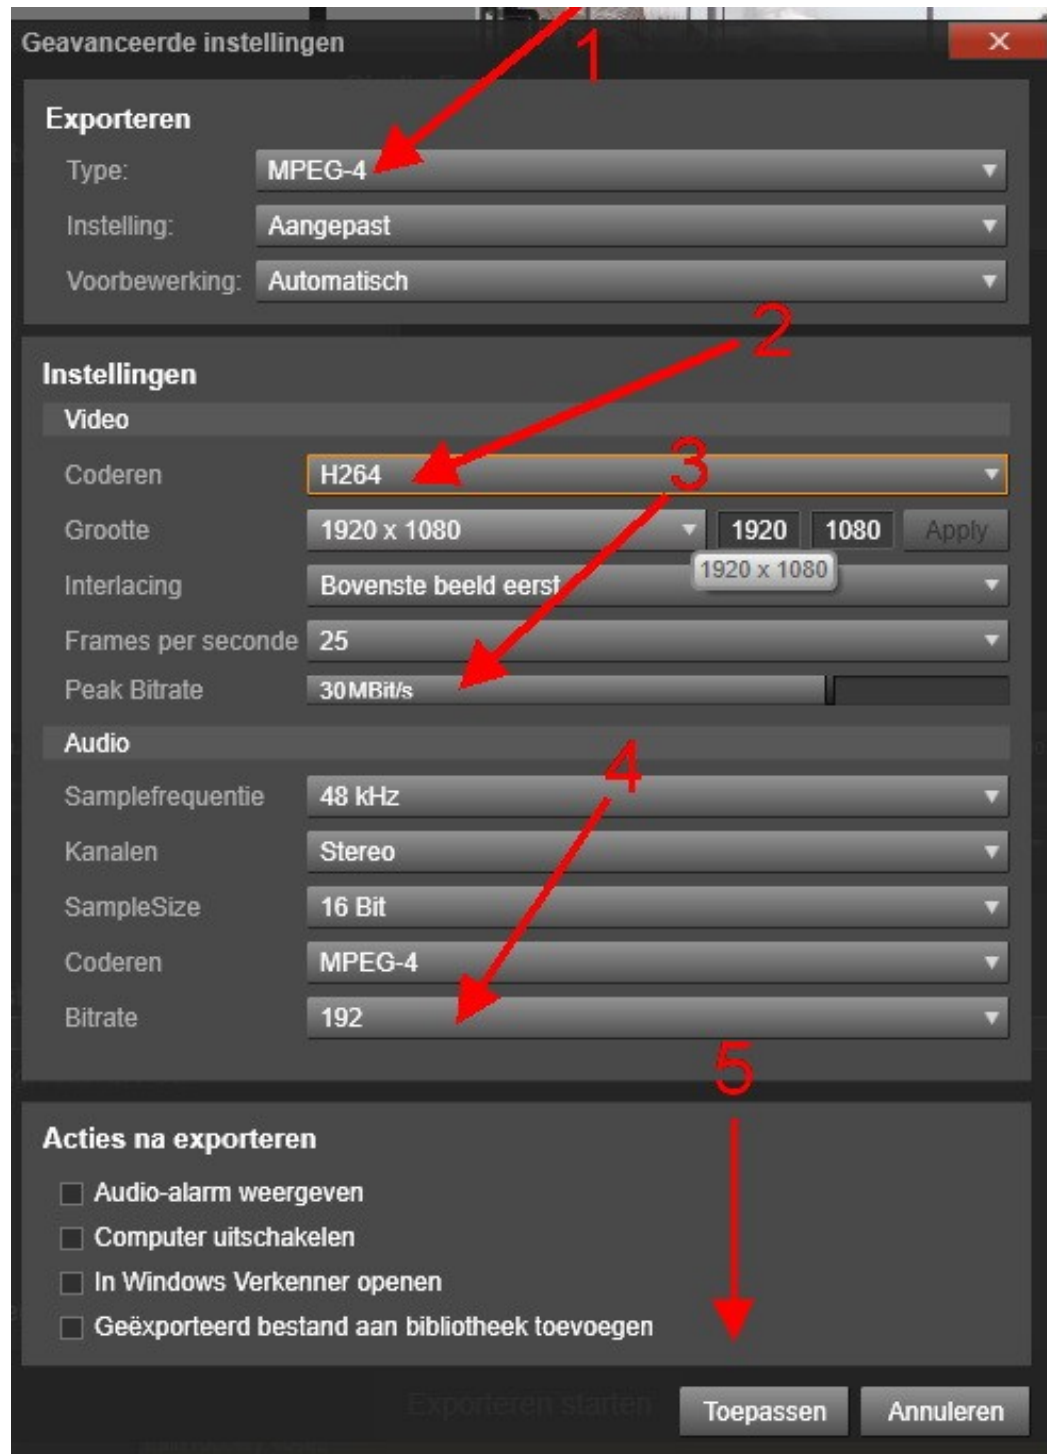 Geavanceerde instellingen
1
Exporteren
Type: MPEG-4
Instelling: Aangepast
Voorbewerking: Automatisch
2
Instellingen
Video
3
Coderen H264
Grootte 1920 x 1080 1920 1080 Apply
1920 x 1080
Interlacing Bovenste beeld eerst
Frames per seconde 25
Peak Bitrate 30MBit/s
Audio
4
Samplefrequentie 48 kHz
Kanalen Stereo
SampleSize 16 Bit
Coderen MPEG-4
Bitrate 192
5
Acties na exporteren
Audio-alarm weergeven
Computer uitschakelen
In Windows Verkenner openen
Geëxporteerd bestand aan bibliotheek toevoegen
Exporteren starten
Toepassen Annuleren